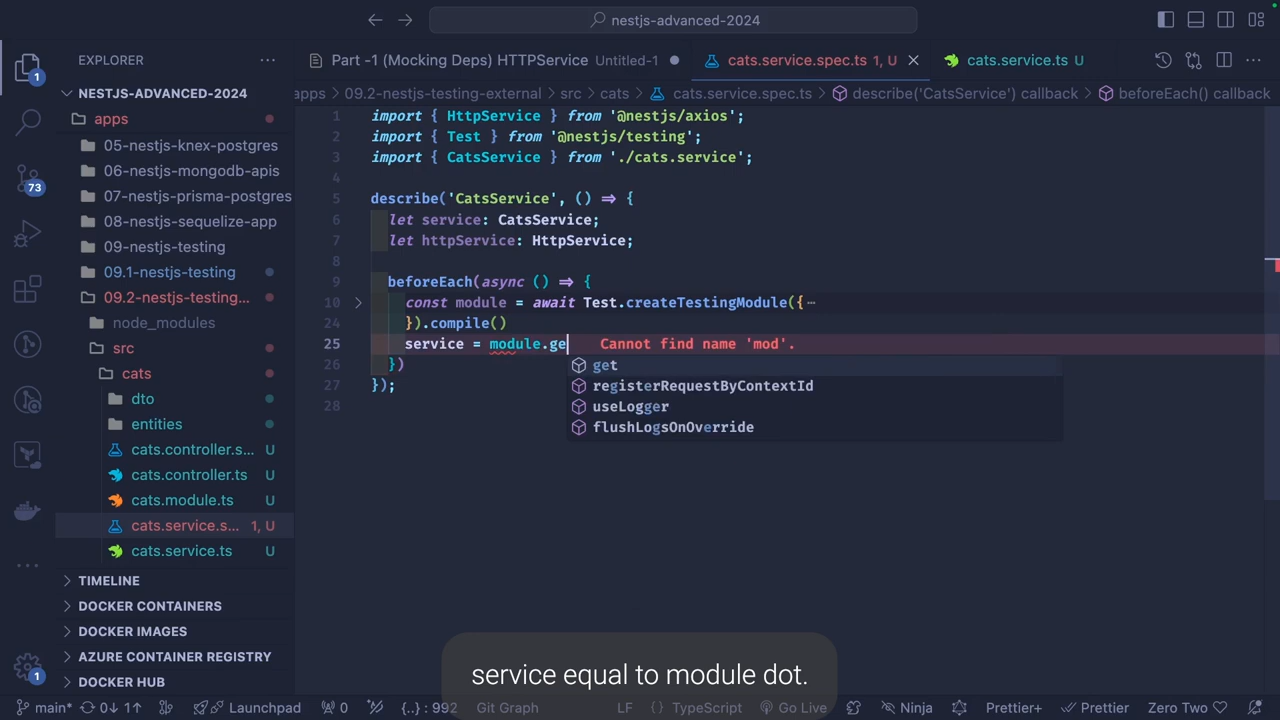 nestjs-advanced-2024
EXPLORER
NESTJS-ADVANCED-2024
apps
05-nestjs-knex-postgres
06-nestjs-mongodb-apis
07-nestjs-prisma-postgres
08-nestjs-sequelize-app
09-nestjs-testing
09.1-nestjs-testing
09.2-nestjs-testing...
node_modules
src
cats
dto
entities
cats.controller.s... U
cats.controller.ts U
cats.module.ts U
cats.service.s... 1, U
cats.service.ts U
TIMELINE
DOCKER CONTAINERS
DOCKER IMAGES
AZURE CONTAINER REGISTRY
DOCKER HUB
1
73
1
Part -1 (Mocking Deps) HTTPService Untitled-1
cats.service.spec.ts 1, U
cats.service.ts U
apps > 09.2-nestjs-testing-external > src > cats > cats.service.spec.ts > describe('CatsService') callback > beforeEach() callback
1 import { HttpService } from '@nestjs/axios';
2 import { Test } from '@nestjs/testing';
3 import { CatsService } from './cats.service';
4
5 describe('CatsService', () => {
6 let service: CatsService;
7 let httpService: HttpService;
8
9 beforeEach(async () => {
10 const module = await Test.createTestingModule({ ⋯
24 }).compile()
25 service = module.ge Cannot find name 'mod'.
26 })
27 });
28
get
registerRequestByContextId
useLogger
flushLogsOnOverride
service equal to module dot.
main* 0↓ 1↑ Launchpad 0 {..} : 992 Git Graph LF {} TypeScript Go Live Ninja Prettier+ Prettier Zero Two ♡